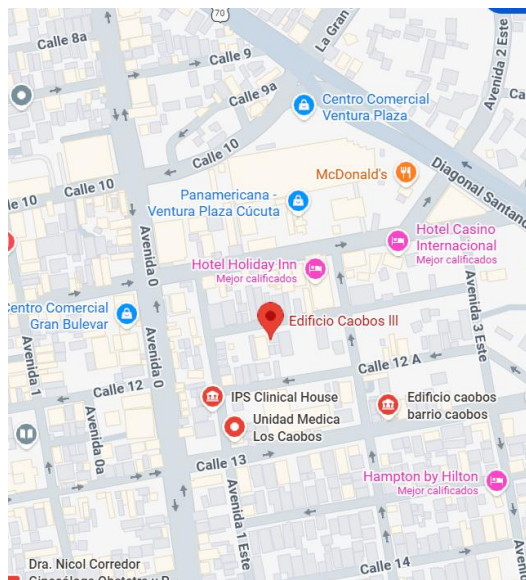 70
Calle 8a
Calle 9
La Gran
Avenida 2 Este
Calle 9a
Centro Comercial
Ventura Plaza
Ca
Calle 10
McDonald's
Diagonal Santand
Calle 10
10
Panamericana -
Ventura Plaza Cúcuta
Avenida 0
Hotel Casino
Internacional
Mejor calificados
Hotel Holiday Inn
Mejor calificados
Centro Comercial
Gran Bulevar
Edificio Caobos lll
Avenida 3 Este
Avenida 1
Avenida 0
Calle 12 A
Calle 12
IPS Clinical House
Edificio caobos
barrio caobos
Unidad Medica
Los Caobos
Avenida 0a
Calle 13
Hampton by Hilton
Mejor calificados
Avenida 1 Este
Aven
Calle 14
Dra. Nicol Corredor